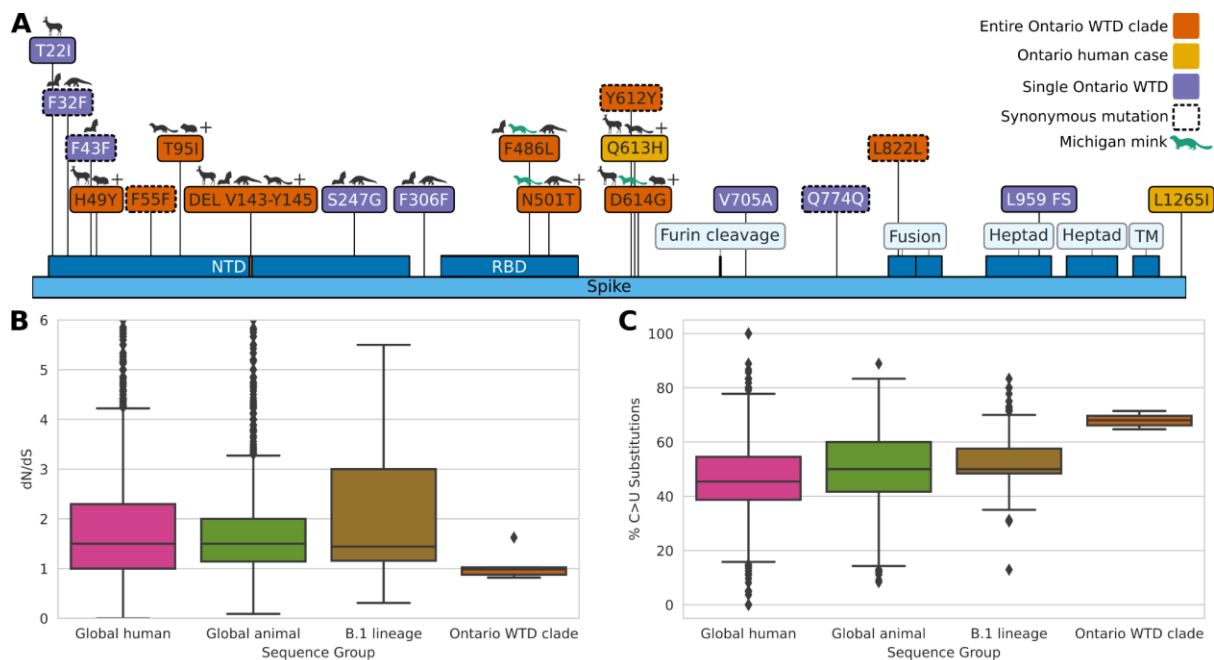 A
T22I
F32F
F43F
T95I
H49Y
F55F
DEL V143-Y145
S247G
F306F
F486L
N501T
Y612Y
Q613H
D614G
V705A
Q774Q
L822L
L959 FS
L1265I
+
+
+
+
+
+
Furin cleavage
Fusion
Heptad
Heptad
TM
NTD
RBD
Spike
Entire Ontario WTD clade
Ontario human case
Single Ontario WTD
Synonymous mutation
Michigan mink
B
6
5
4
3
2
1
0
dN/dS
Global human
Global animal
B.1 lineage
Ontario WTD clade
Sequence Group
C
100
80
60
40
20
0
% C>U Substitutions
Global human
Global animal
B.1 lineage
Ontario WTD clade
Sequence Group